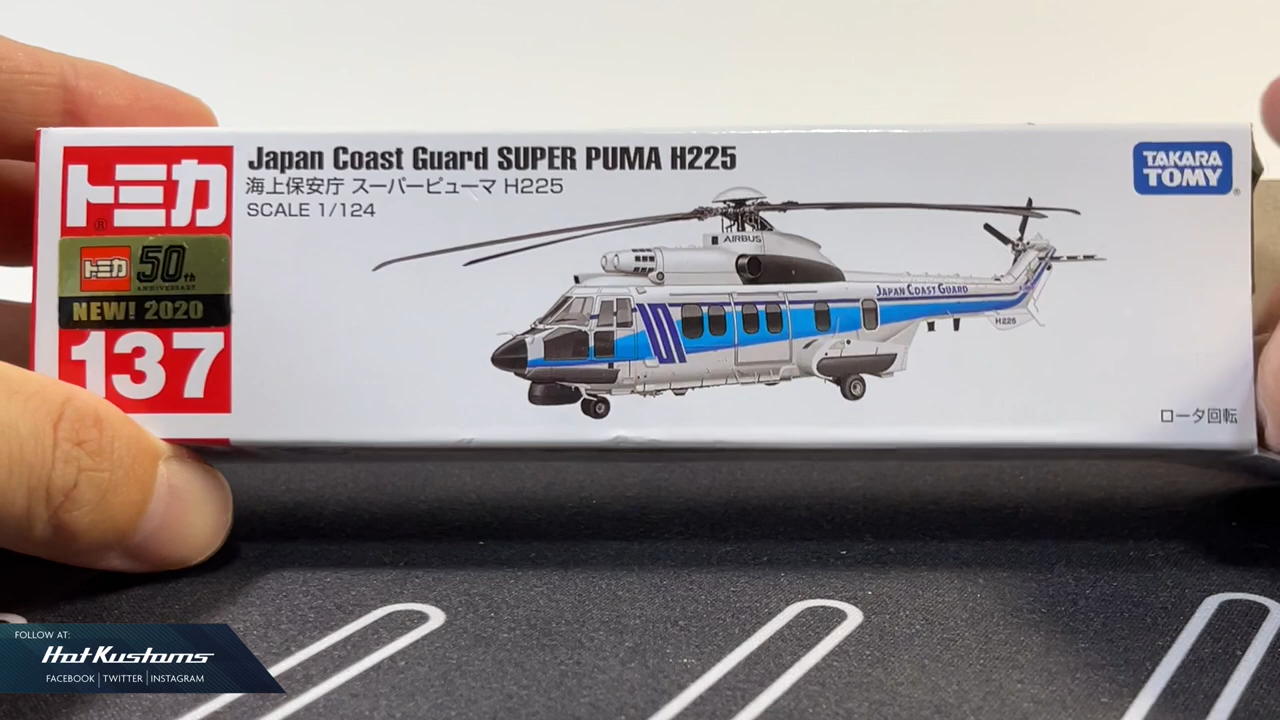 トミカ
®
トミカ 50th
ANNIVERSARY
NEW! 2020
137
Japan Coast Guard SUPER PUMA H225
海上保安庁 スーパーピューマ H225
SCALE 1/124
AIRBUS
JAPAN COAST GUARD
H225
TAKARA
TOMY
®
ロータ回転
FOLLOW AT:
HotKustoms
FACEBOOK | TWITTER | INSTAGRAM